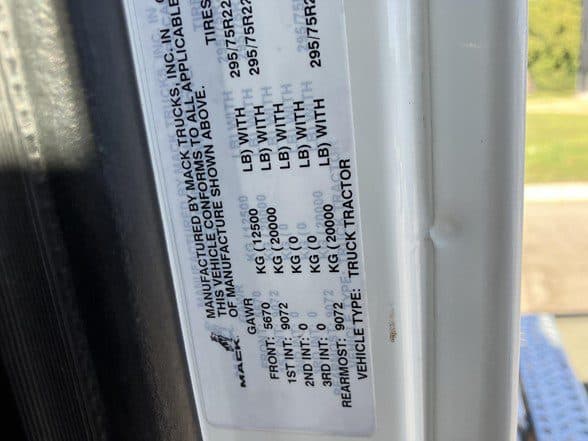 MACK
MANUFACTURED BY MACK TRUCKS, INC. IN
THIS VEHICLE CONFORMS TO ALL APPLICABLE
OF MANUFACTURE SHOWN ABOVE.
GAWR TIRES
FRONT: 5670 KG ( 12500 LB) WITH 295/75R22
1ST INT: 9072 KG ( 20000 LB) WITH 295/75R22
2ND INT: 0 KG ( 0 LB) WITH
3RD INT: 0 KG ( 0 LB) WITH
REARMOST: 9072 KG ( 20000 LB) WITH 295/75R2
VEHICLE TYPE: TRUCK TRACTOR